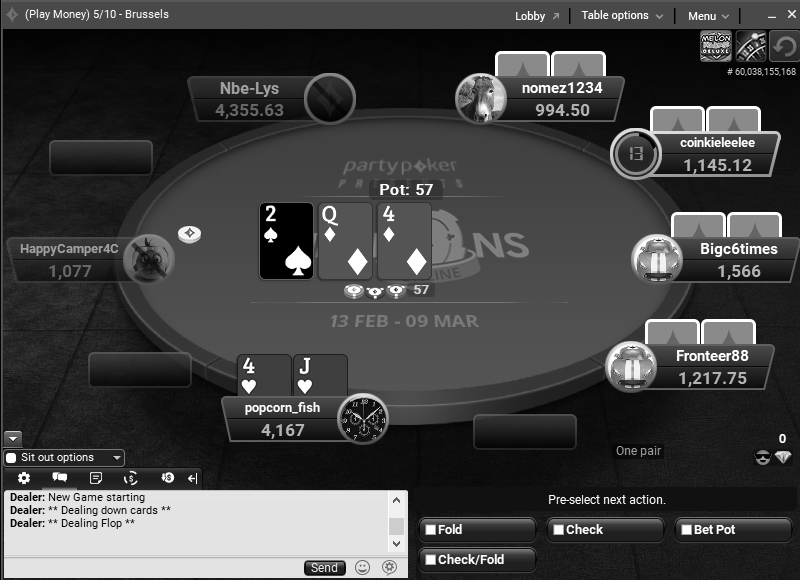 (Play Money) 5/10 - Brussels
Lobby
Table options
Menu
MELON
DELUXE
# 60,038,155,168
Nbe-Lys
4,355.63
nomez1234
994.50
13
coinkieleelee
1,145.12
partypoker
Pot: 57
2
Q
4
NS
INE
57
HappyCamper4C
1,077
Bigc6times
1,566
13 FEB - 09 MAR
4
J
Fronteer88
1,217.75
popcorn_fish
4,167
0
One pair
Sit out options
Dealer: New Game starting
Dealer: ** Dealing down cards **
Dealer: ** Dealing Flop **
Send
Pre-select next action.
Fold
Check
Bet Pot
Check/Fold